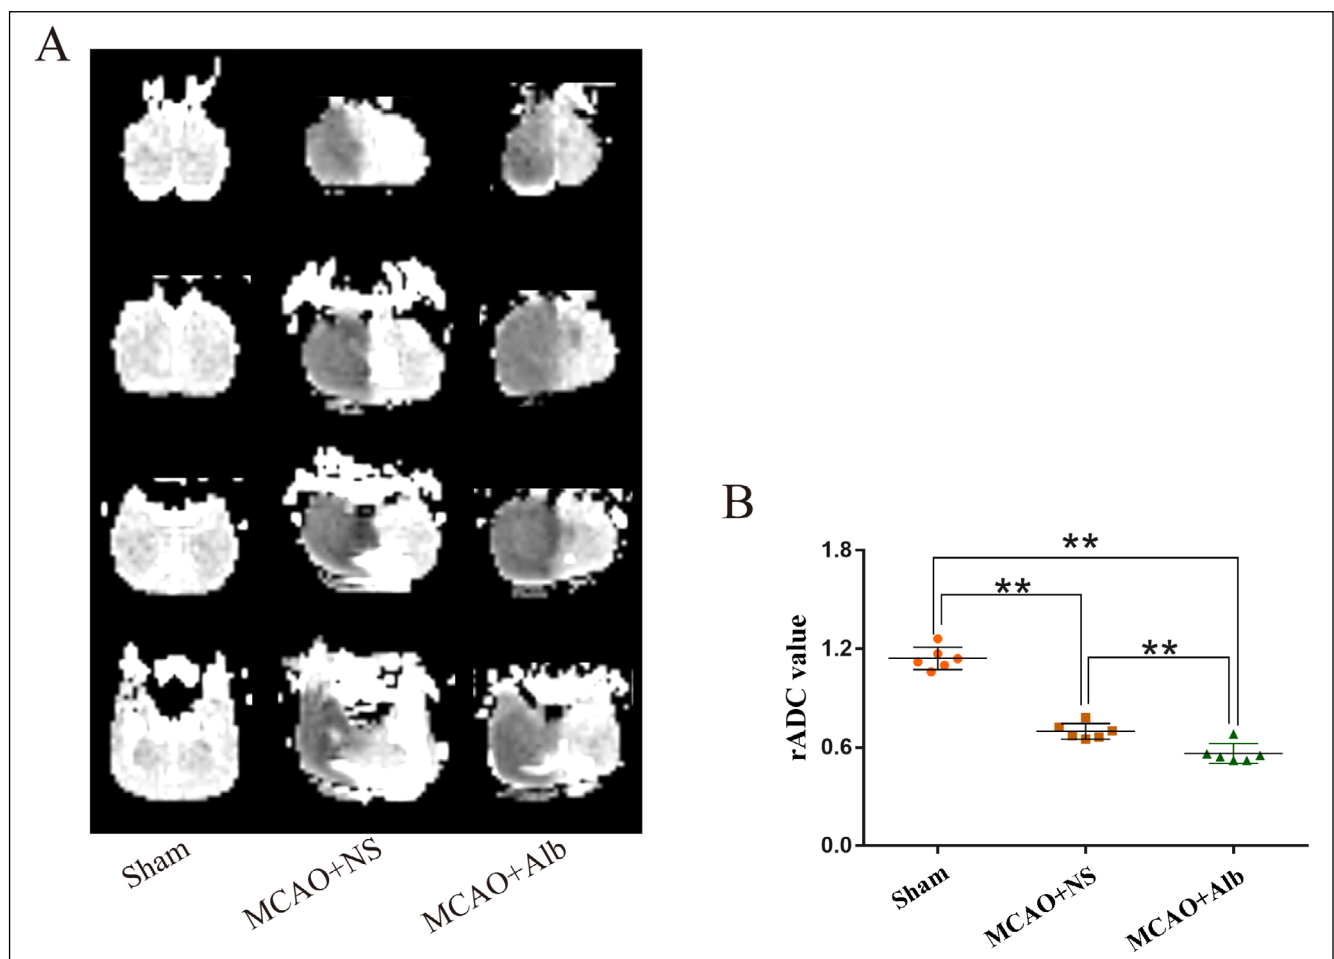 A
Sham
MCAO+NS
MCAO+Alb
B
rADC value
1.8
1.2
0.6
0.0
**
**
**
Sham
MCAO+NS
MCAO+Alb